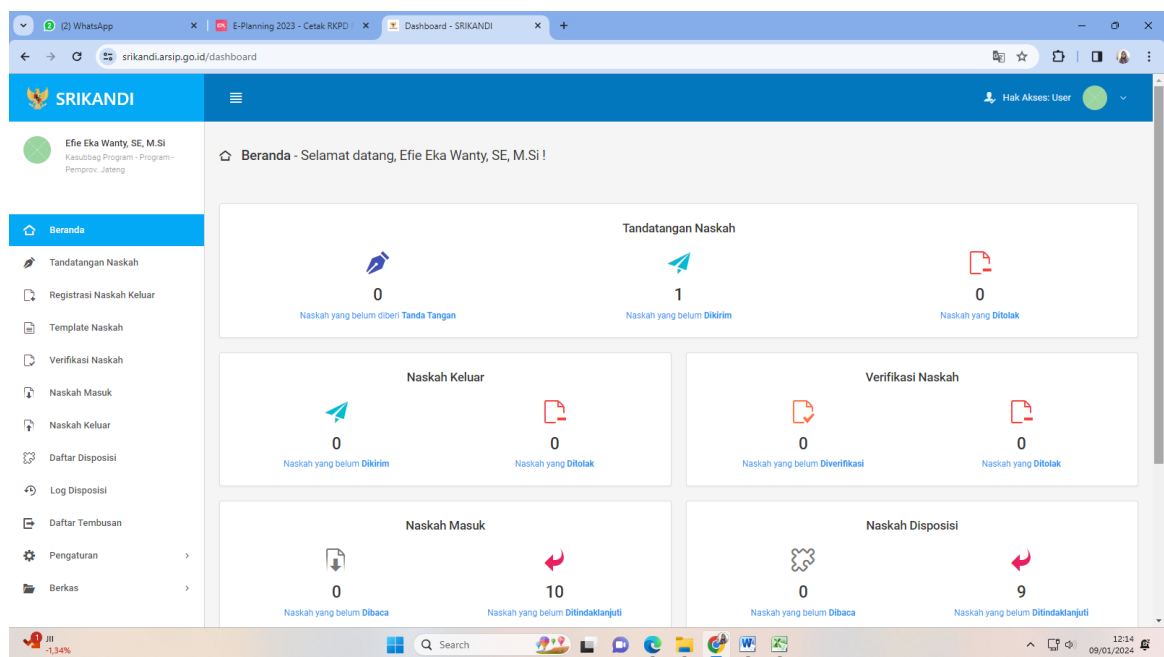 (2) WhatsApp
E-Planning 2023 - Cetak RKPD
Dashboard - SRIKANDI
srikandi.arsip.go.id/dashboard
SRIKANDI
Hak Akses: User
Efie Eka Wanty, SE, M.Si
Kasubbag Program - Program -
Pemprov. Jateng
Beranda - Selamat datang, Efie Eka Wanty, SE, M.Si !
Beranda
Tandatangan Naskah
Registrasi Naskah Keluar
Template Naskah
Verifikasi Naskah
Naskah Masuk
Naskah Keluar
Daftar Disposisi
Log Disposisi
Daftar Tembusan
Pengaturan
Berkas
Tandatangan Naskah
0
Naskah yang belum diberi Tanda Tangan
1
Naskah yang belum Dikirim
0
Naskah yang Ditolak
Naskah Keluar
0
Naskah yang belum Dikirim
0
Naskah yang Ditolak
Verifikasi Naskah
0
Naskah yang belum Diverifikasi
0
Naskah yang Ditolak
Naskah Masuk
0
Naskah yang belum Dibaca
10
Naskah yang belum Ditindaklanjuti
Naskah Disposisi
0
Naskah yang belum Dibaca
9
Naskah yang belum Ditindaklanjuti
1
JII
-1,34%
Search
12:14
09/01/2024